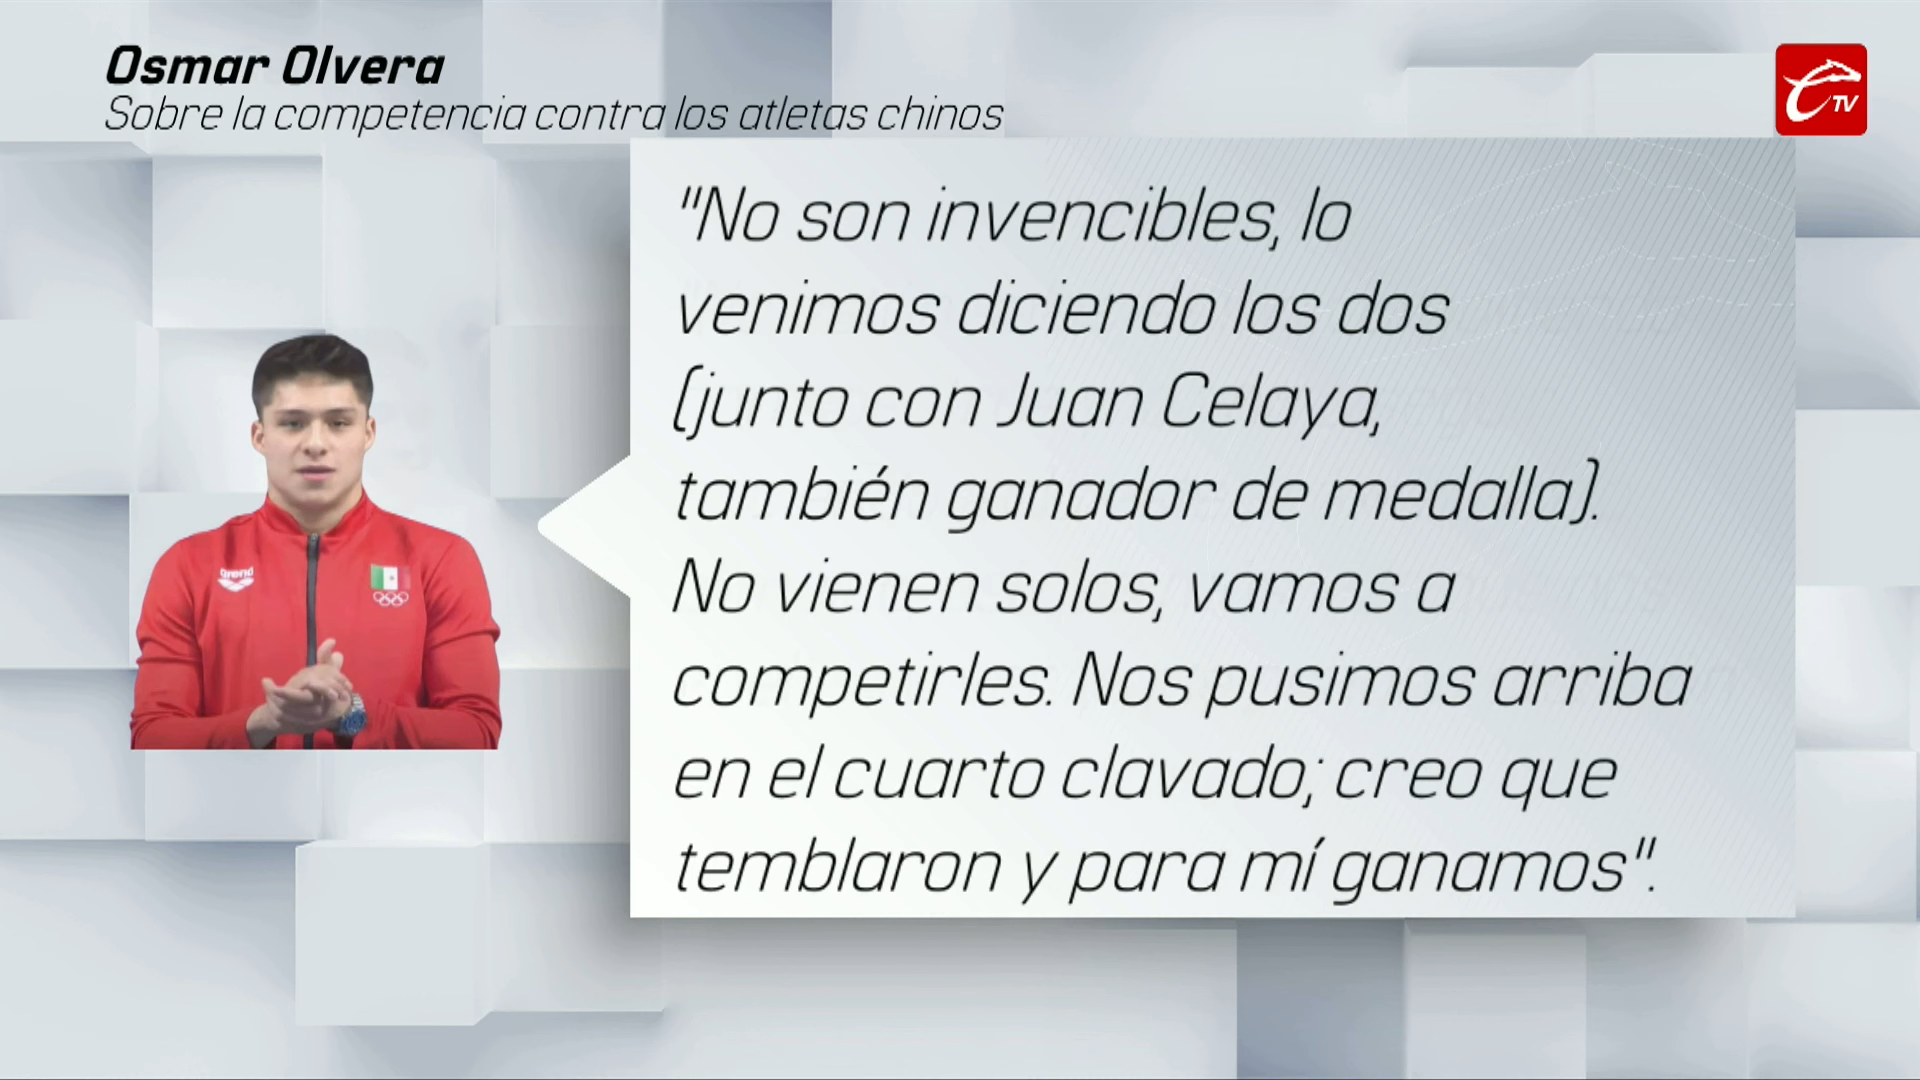 Osmar Olvera
Sobre la competencia contra los atletas chinos
TV
"No son invencibles, lo
venimos diciendo los dos
(junto con Juan Celaya,
también ganador de medalla).
No vienen solos, vamos a
competirles. Nos pusimos arriba
en el cuarto clavado; creo que
temblaron y para mí ganamos".
arena